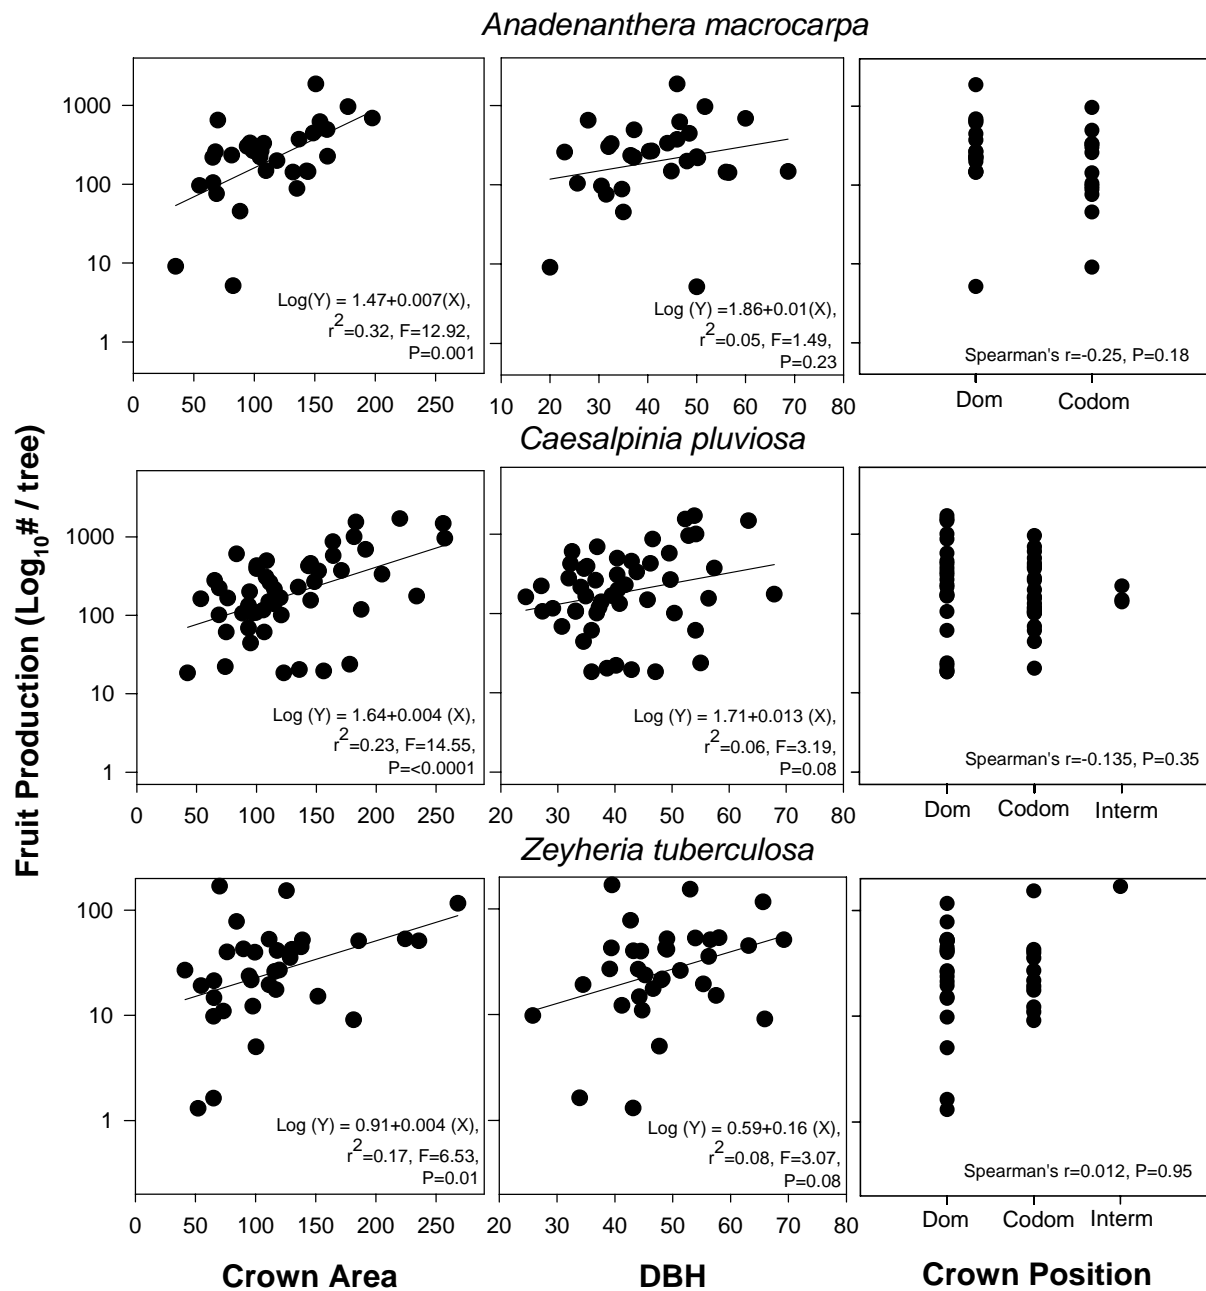 Anadenanthera macrocarpa
1000
100
10
1
Log(Y) = 1.47+0.007(X),
r2=0.32, F=12.92,
P=0.001
Log (Y) =1.86+0.01(X),
r2=0.05, F=1.49,
P=0.23
Spearman's r=-0.25, P=0.18
0 50 100 150 200 250
10 20 30 40 50 60 70 80
Dom Codom
Caesalpinia pluviosa
1000
100
10
1
Log (Y) = 1.64+0.004 (X),
r2=0.23, F=14.55,
P=<0.0001
Log (Y) = 1.71+0.013 (X),
r2=0.06, F=3.19,
P=0.08
Spearman's r=-0.135, P=0.35
0 50 100 150 200 250
20 30 40 50 60 70 80
Dom Codom Interm
Zeyheria tuberculosa
100
10
1
Log (Y) = 0.91+0.004 (X),
r2=0.17, F=6.53,
P=0.01
Log (Y) = 0.59+0.16 (X),
r2=0.08, F=3.07,
P=0.08
Spearman's r=0.012, P=0.95
0 50 100 150 200 250
20 30 40 50 60 70 80
Dom Codom Interm
Crown Area DBH Crown Position
Fruit Production (Log10# / tree)